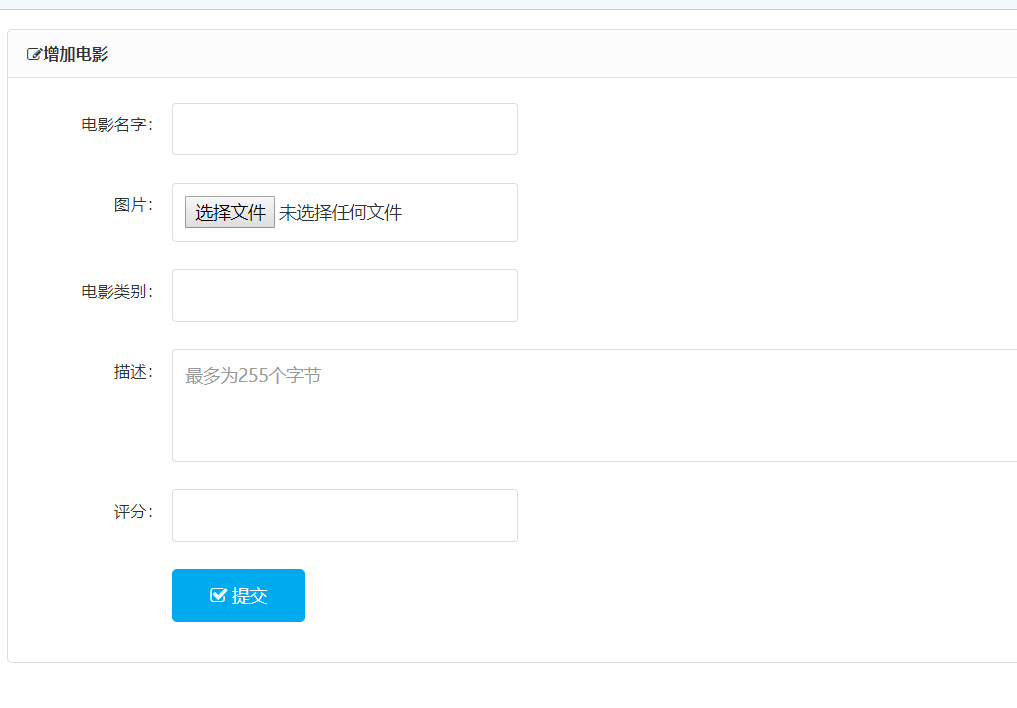 增加电影
电影名字：
图片：
选择文件 未选择任何文件
电影类别：
描述：
最多为255个字节
评分：
提交